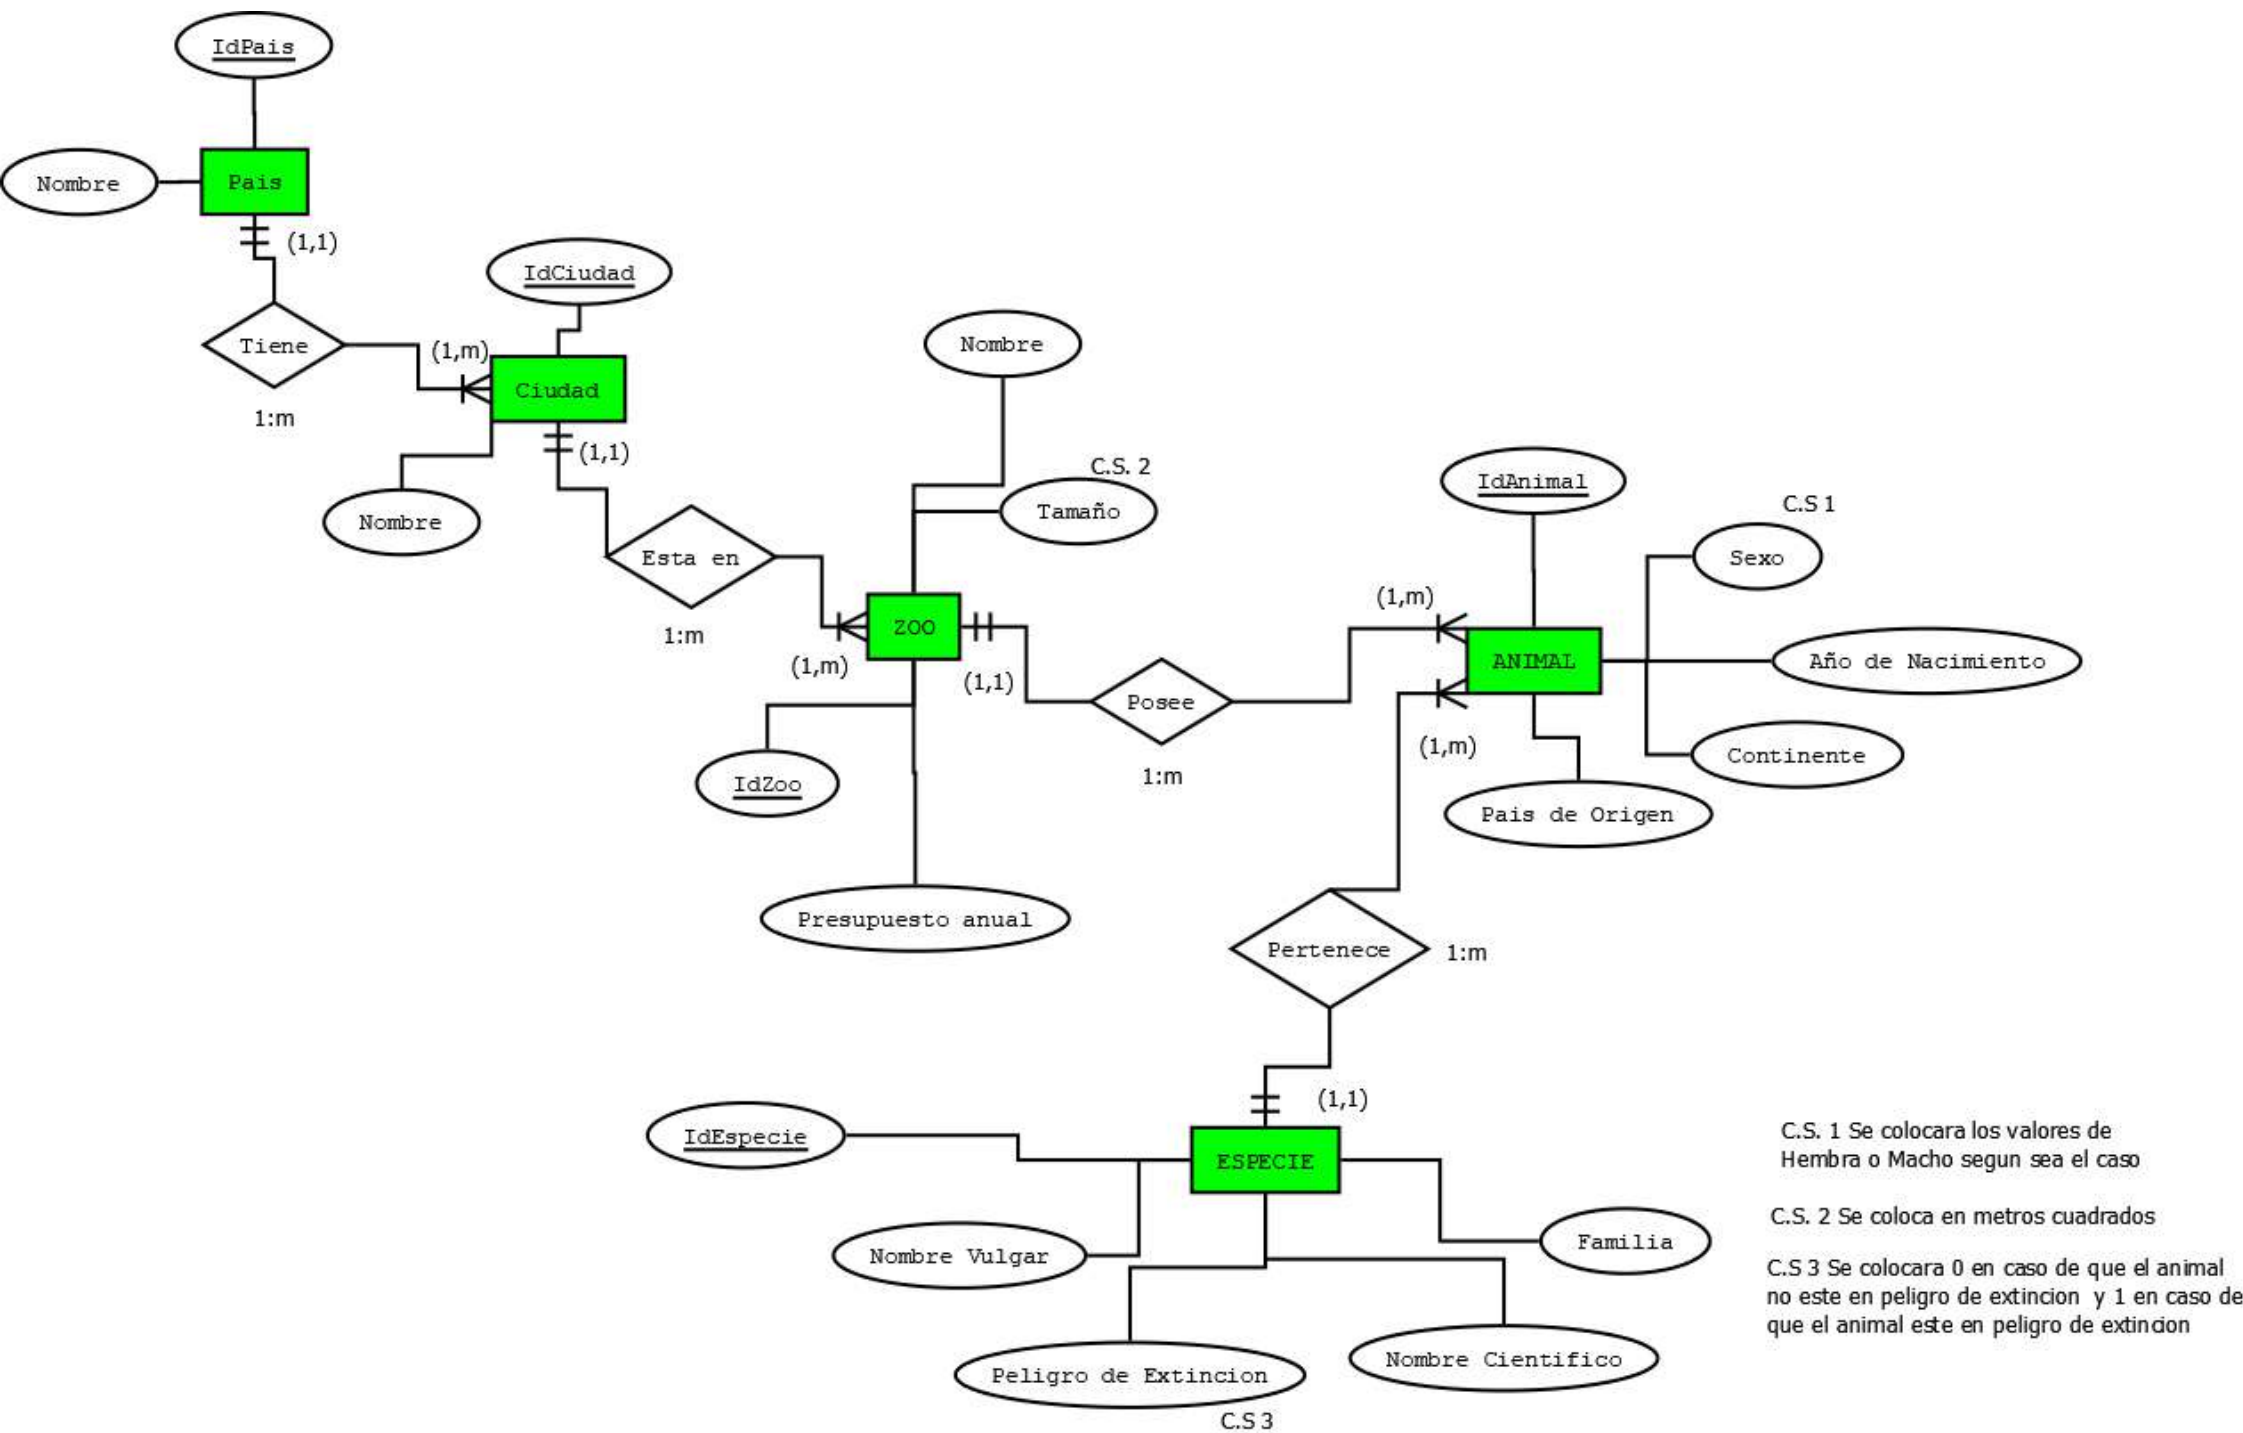 IdPais
Nombre
Pais
(1,1)
IdCiudad
Tiene
(1,m)
Ciudad
1:m
(1,1)
Nombre
Nombre
C.S. 2
Tamaño
Esta en
1:m
(1,m)
ZOO
(1,1)
IdZoo
Presupuesto anual
Posee
1:m
IdAnimal
C.S 1
Sexo
(1,m)
ANIMAL
Año de Nacimiento
(1,m)
Continente
Pais de Origen
Pertenece
1:m
(1,1)
IdEspecie
ESPECIE
Nombre Vulgar
Familia
Peligro de Extincion
C.S 3
Nombre Cientifico
C.S. 1 Se colocara los valores de
Hembra o Macho segun sea el caso
C.S. 2 Se coloca en metros cuadrados
C.S 3 Se colocara 0 en caso de que el animal
no este en peligro de extincion y 1 en caso de
que el animal este en peligro de extincion